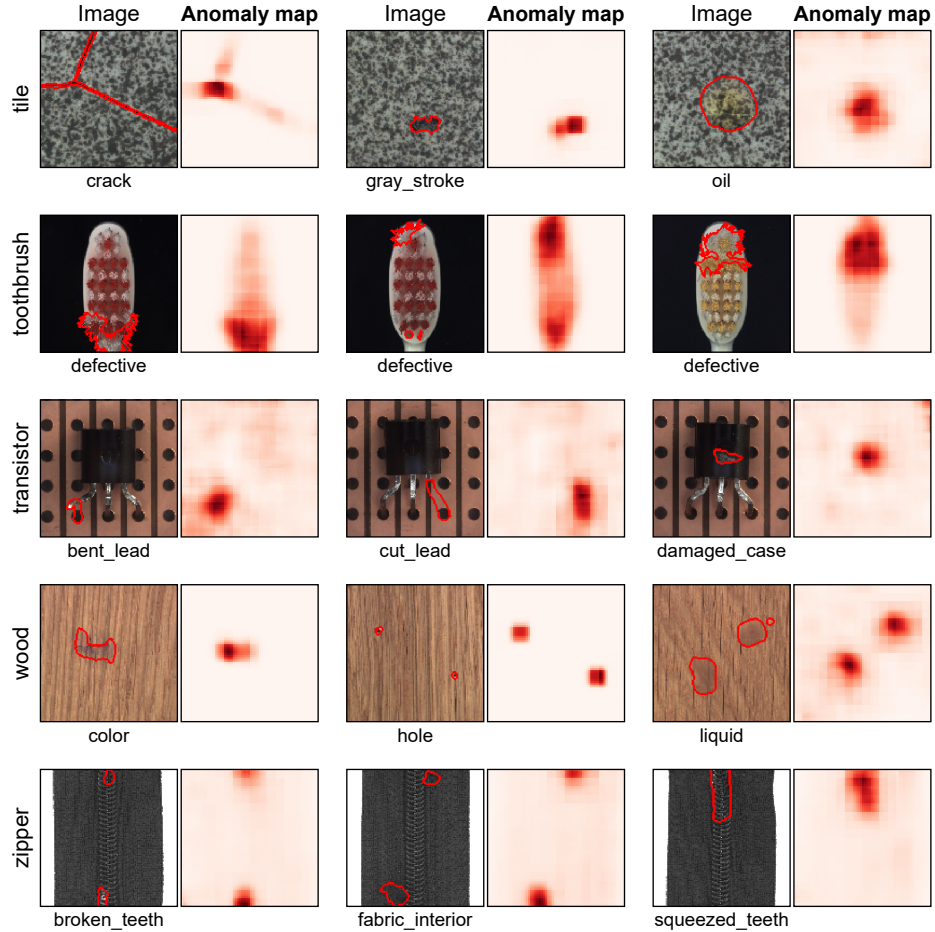 Image Anomaly map Image Anomaly map Image Anomaly map
tile
crack gray_stroke oil
toothbrush
defective defective defective
transistor
bent_lead cut_lead damaged_case
wood
color hole liquid
zipper
broken_teeth fabric_interior squeezed_teeth